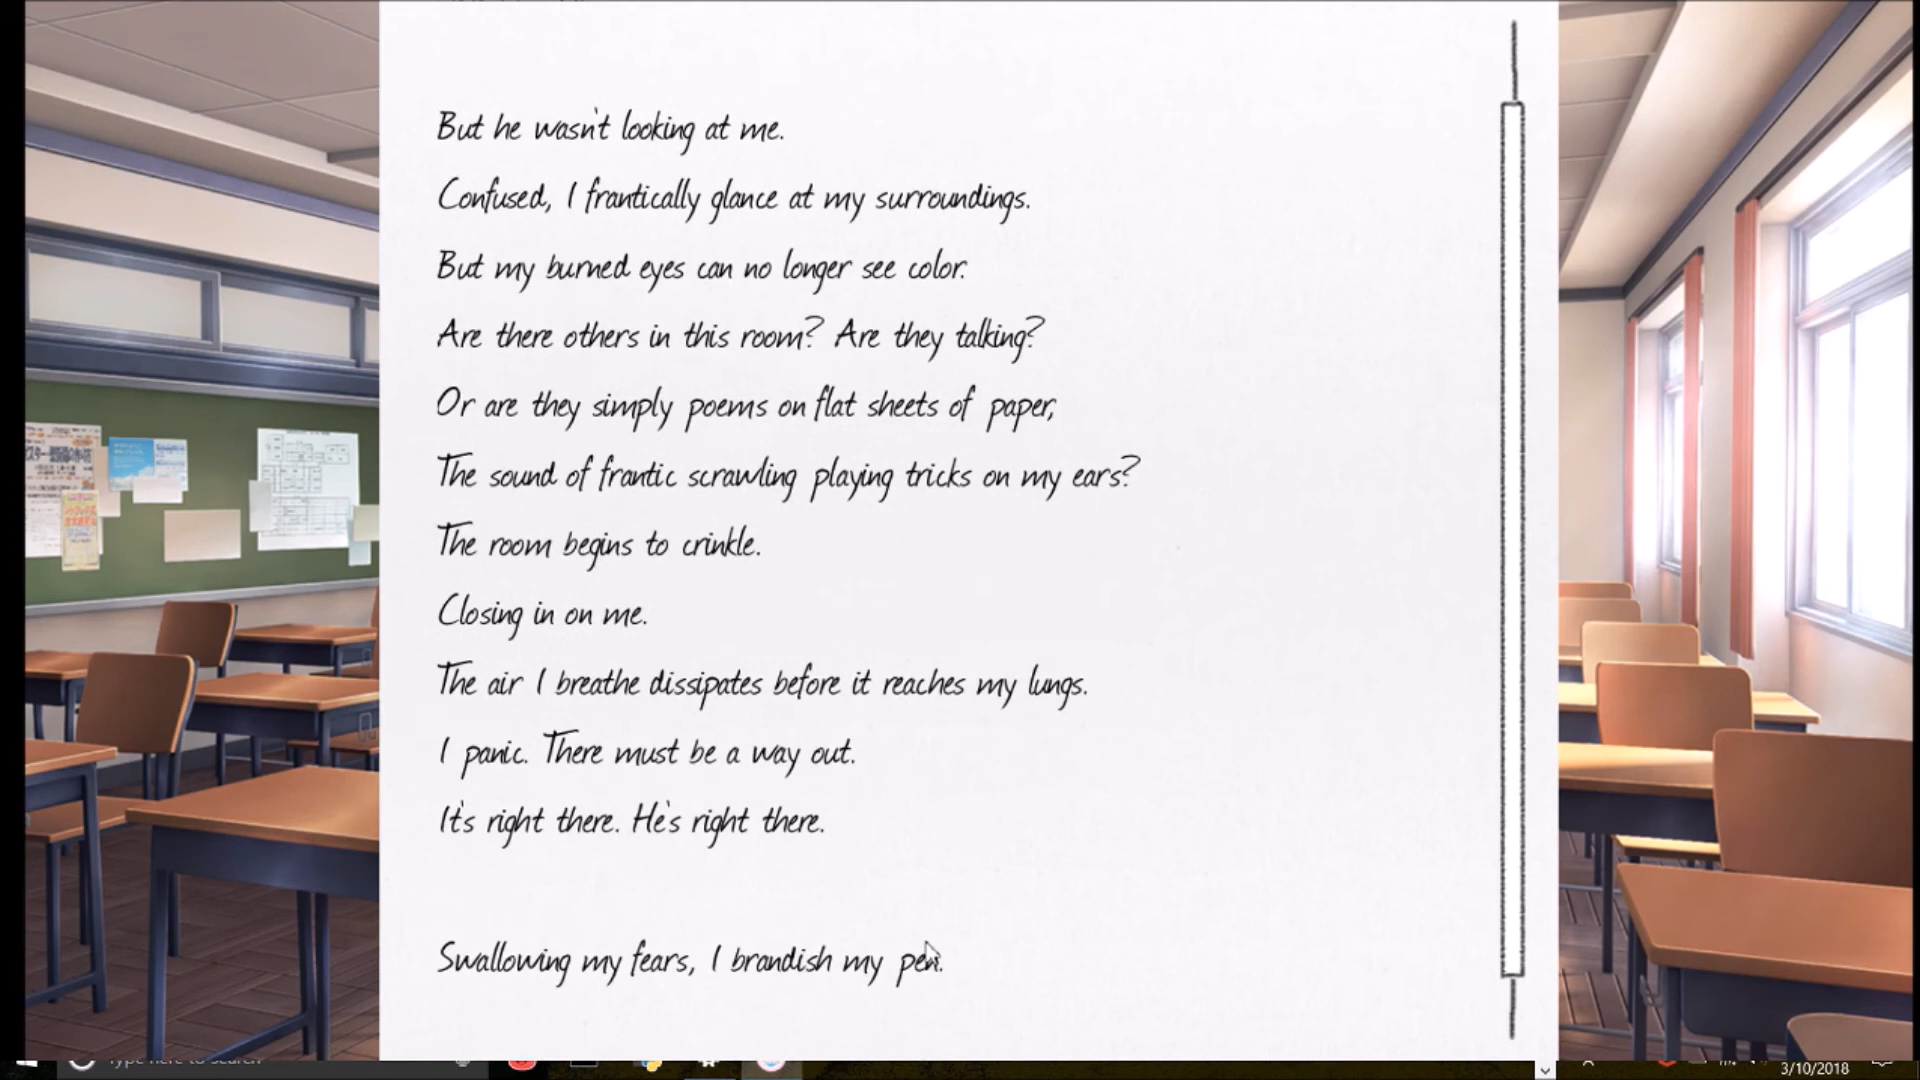 But he wasn't looking at me.
Confused, I frantically glance at my surroundings.
But my burned eyes can no longer see color.
Are there others in this room? Are they talking?
Or are they simply poems on flat sheets of paper,
The sound of frantic scrawling playing tricks on my ears?
The room begins to crinkle.
Closing in on me.
The air I breathe dissipates before it reaches my lungs.
I panic. There must be a way out.
It's right there. He's right there.
Swallowing my fears, I brandish my pen.
Type here to search
3/10/2018